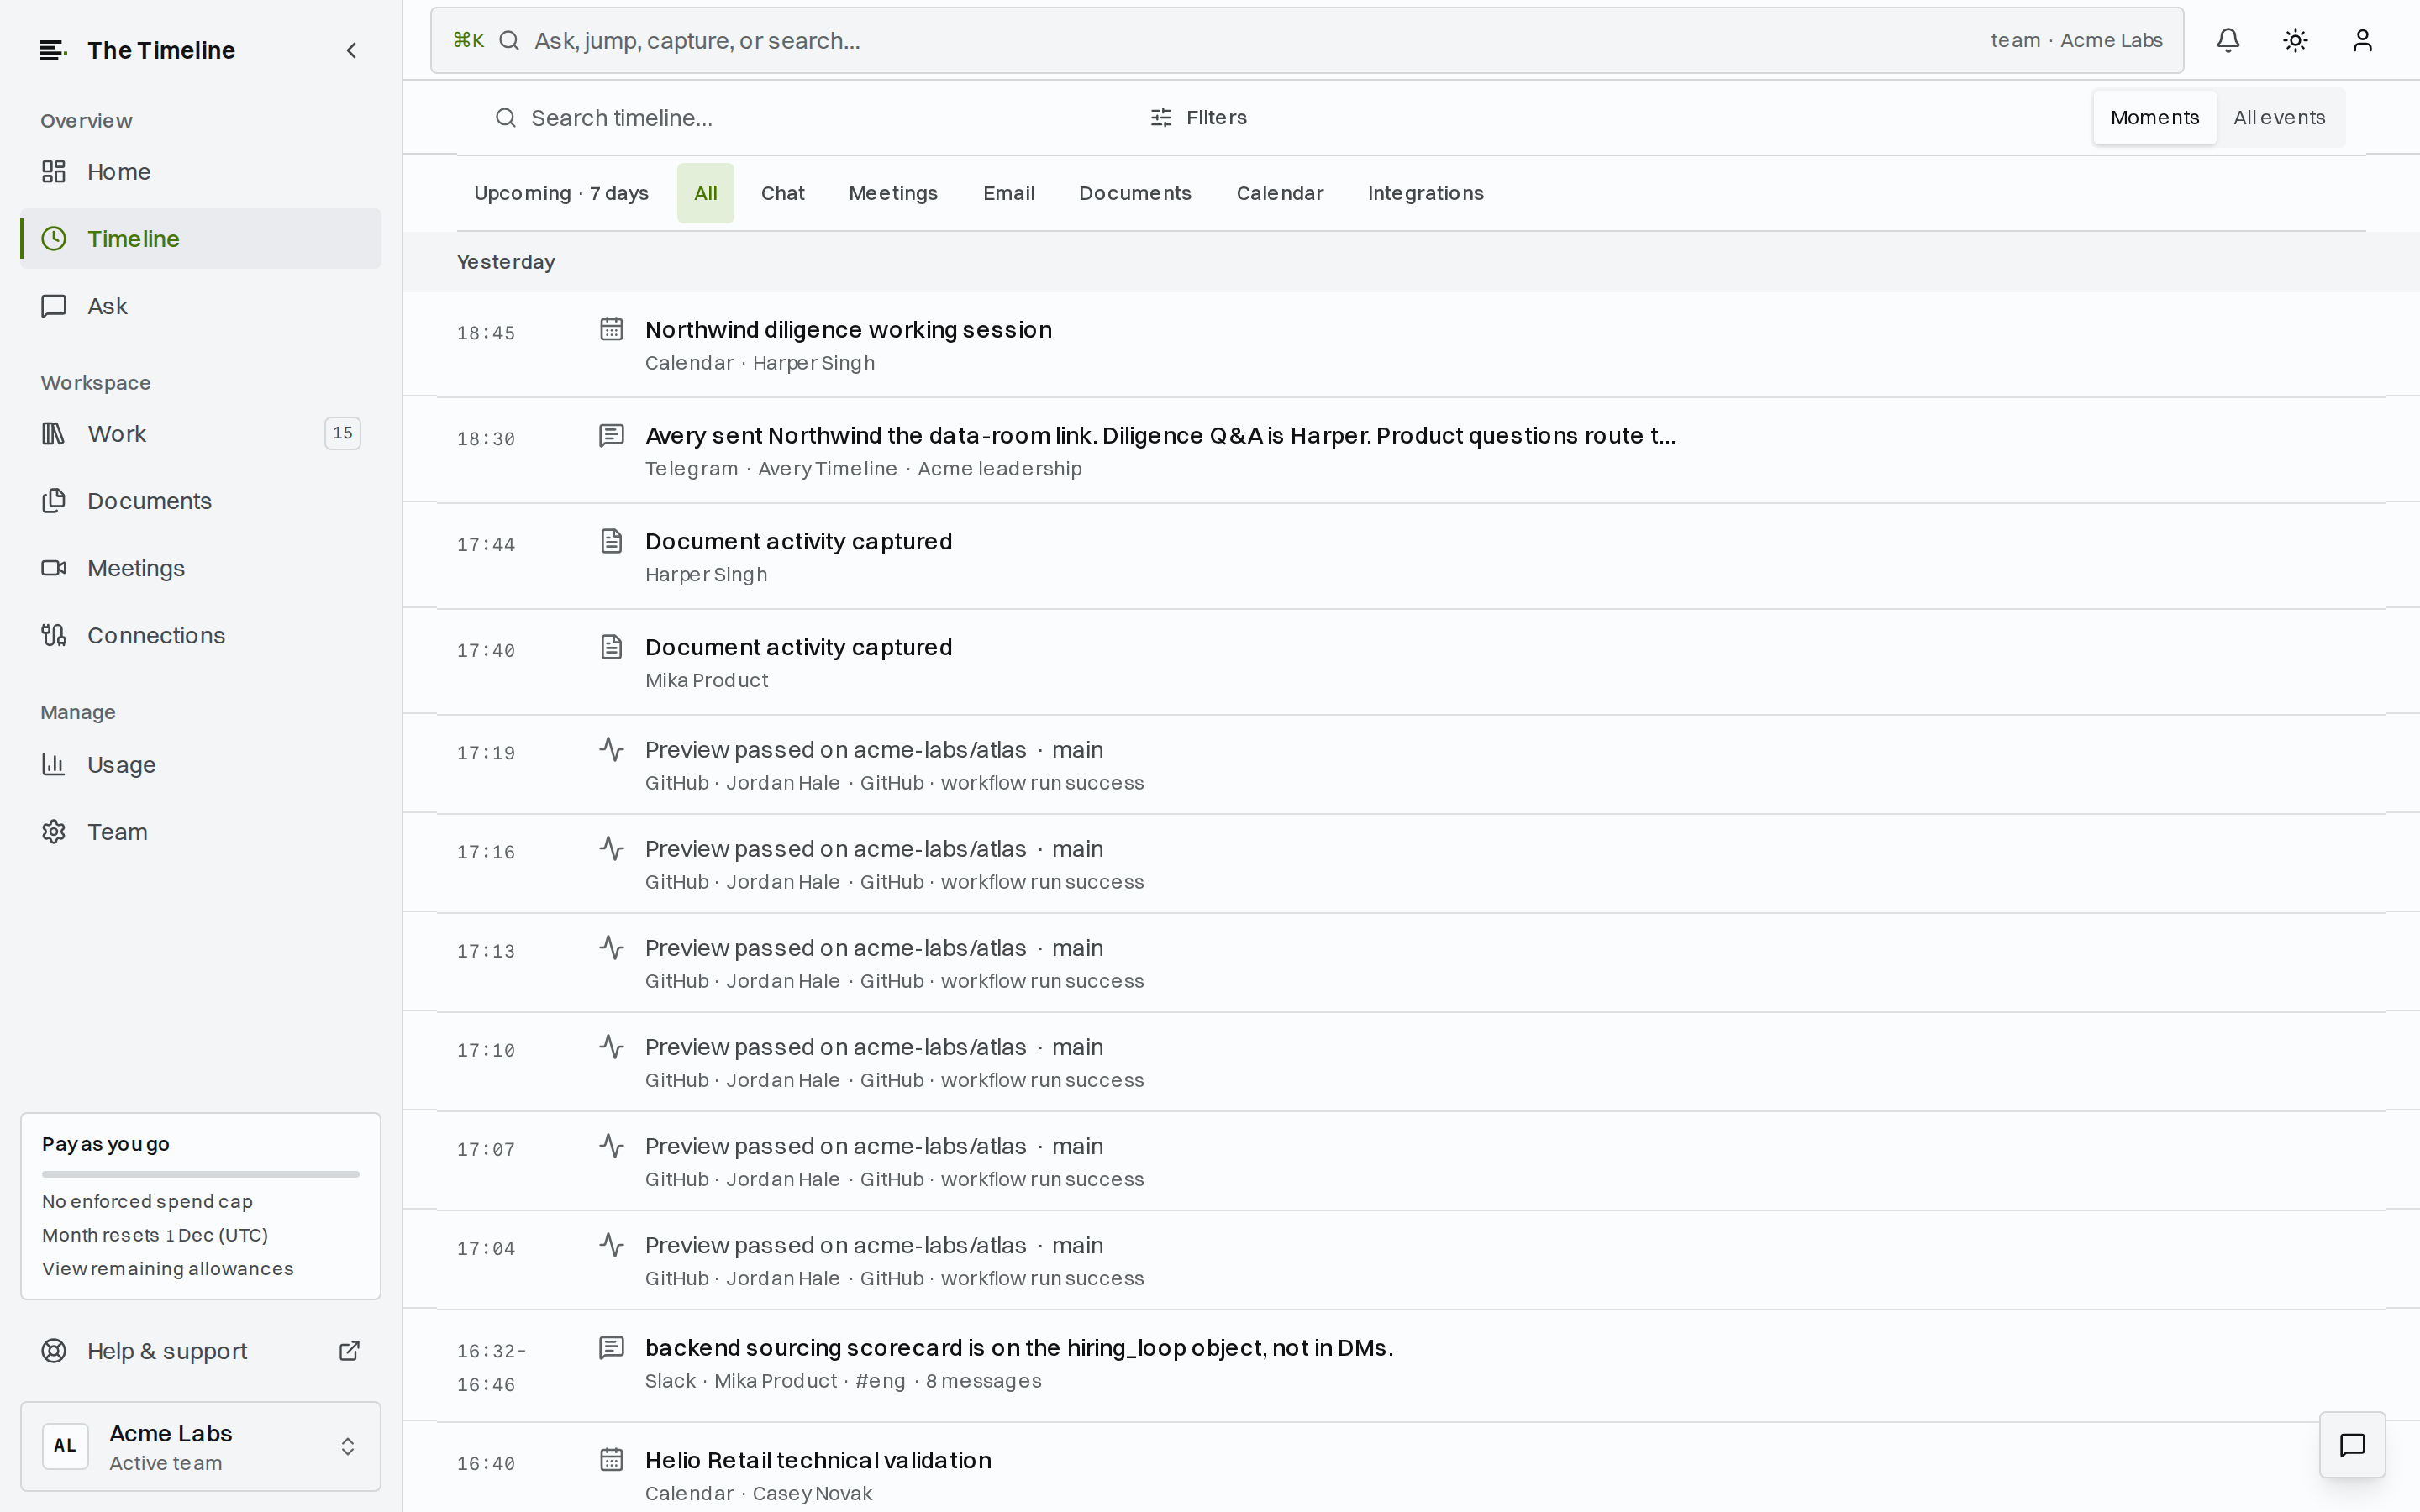 The Timeline
Overview
Home
Timeline
Ask
Workspace
Work
15
Documents
Meetings
Connections
Manage
Usage
Team
Pay as you go
No enforced spend cap
Month resets 1 Dec (UTC)
View remaining allowances
Help & support
AL
Acme Labs
Active team
⌘K Ask, jump, capture, or search...
team · Acme Labs
Search timeline...
Filters
Moments
All events
Upcoming · 7 days
All
Chat
Meetings
Email
Documents
Calendar
Integrations
Yesterday
18:45
Northwind diligence working session
Calendar · Harper Singh
18:30
Avery sent Northwind the data-room link. Diligence Q&A is Harper. Product questions route t...
Telegram · Avery Timeline · Acme leadership
17:44
Document activity captured
Harper Singh
17:40
Document activity captured
Mika Product
17:19
Preview passed on acme-labs/atlas · main
GitHub · Jordan Hale · GitHub · workflow run success
17:16
Preview passed on acme-labs/atlas · main
GitHub · Jordan Hale · GitHub · workflow run success
17:13
Preview passed on acme-labs/atlas · main
GitHub · Jordan Hale · GitHub · workflow run success
17:10
Preview passed on acme-labs/atlas · main
GitHub · Jordan Hale · GitHub · workflow run success
17:07
Preview passed on acme-labs/atlas · main
GitHub · Jordan Hale · GitHub · workflow run success
17:04
Preview passed on acme-labs/atlas · main
GitHub · Jordan Hale · GitHub · workflow run success
16:32–
16:46
backend sourcing scorecard is on the hiring_loop object, not in DMs.
Slack · Mika Product · #eng · 8 messages
16:40
Helio Retail technical validation
Calendar · Casey Novak